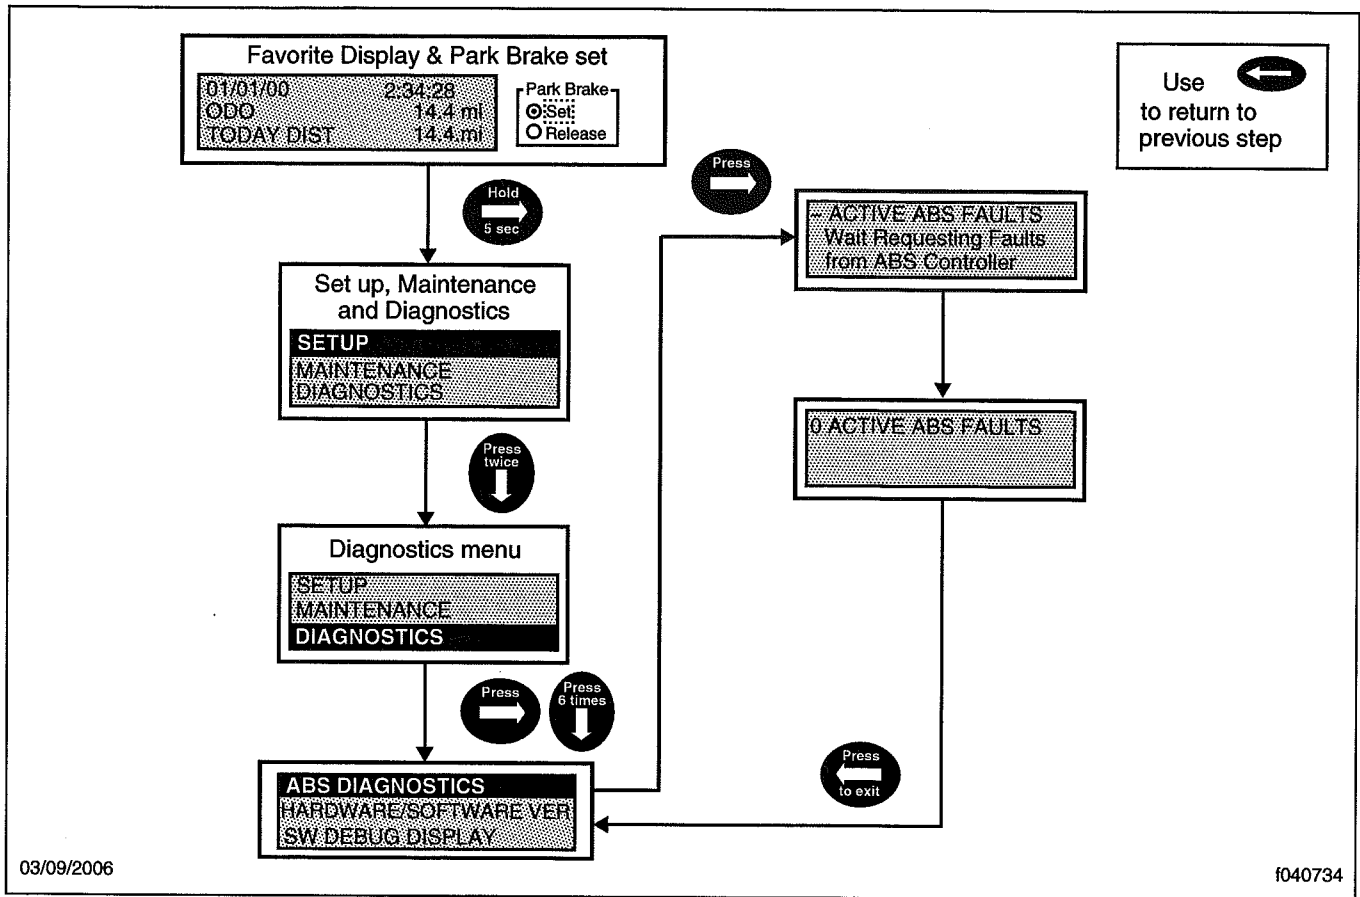 Favorite Display & Park Brake set
01/01/00 2:34:28
ODO 14.4 mi
TODAY DIST 14.4 mi
Park Brake
Set
Release
Hold
5 sec
Set up, Maintenance
and Diagnostics
SETUP
MAINTENANCE
DIAGNOSTICS
Press
twice
Diagnostics menu
SETUP
MAINTENANCE
DIAGNOSTICS
Press
Press
6 times
ABS DIAGNOSTICS
HARDWARE/SOFTWARE VER
SW DEBUG DISPLAY
Press
– ACTIVE ABS FAULTS
Wait Requesting Faults
from ABS Controller
0 ACTIVE ABS FAULTS
Press
to exit
Use
to return to
previous step
03/09/2006
f040734